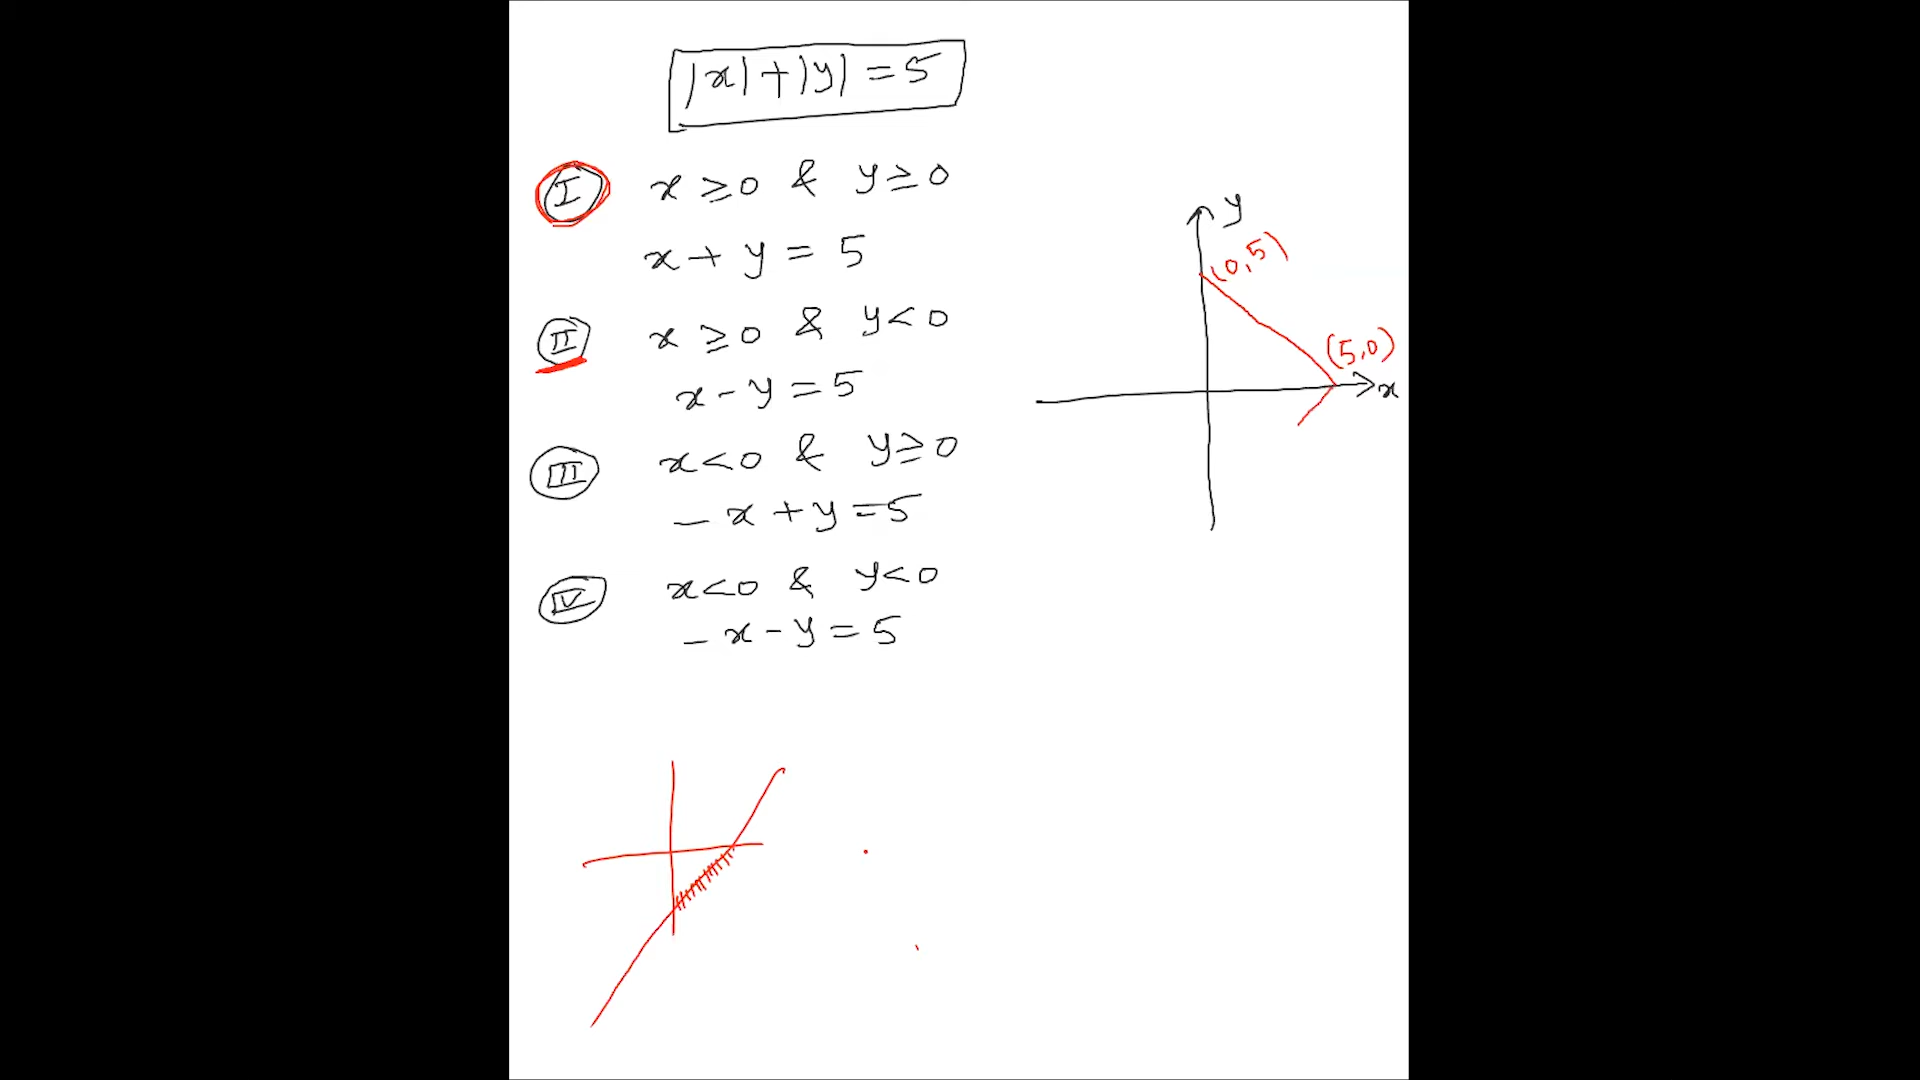 |x|+|y|=5
I x ≥ 0 & y ≥ 0
x + y = 5
II x ≥ 0 & y < 0
x - y = 5
III x < 0 & y ≥ 0
- x + y = 5
IV x < 0 & y < 0
- x - y = 5
y
(0,5)
(5,0)
x